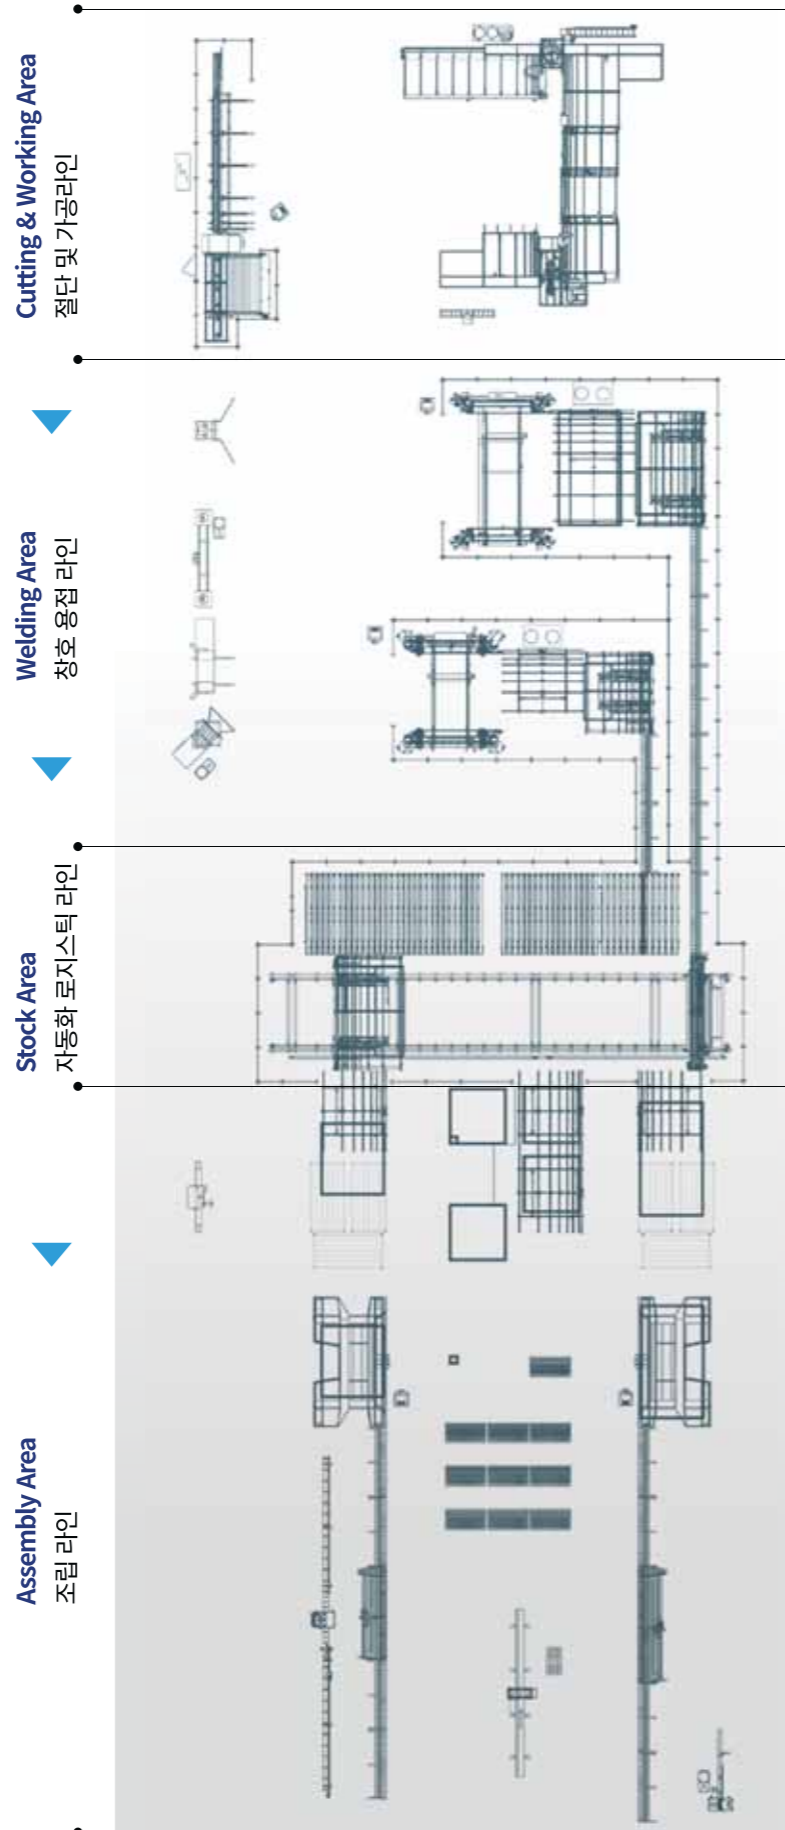 Cutting & Working Area
절단 및 가공라인
Welding Area
창호 용접 라인
Stock Area
자동화 로지스틱 라인
Assembly Area
조립 라인